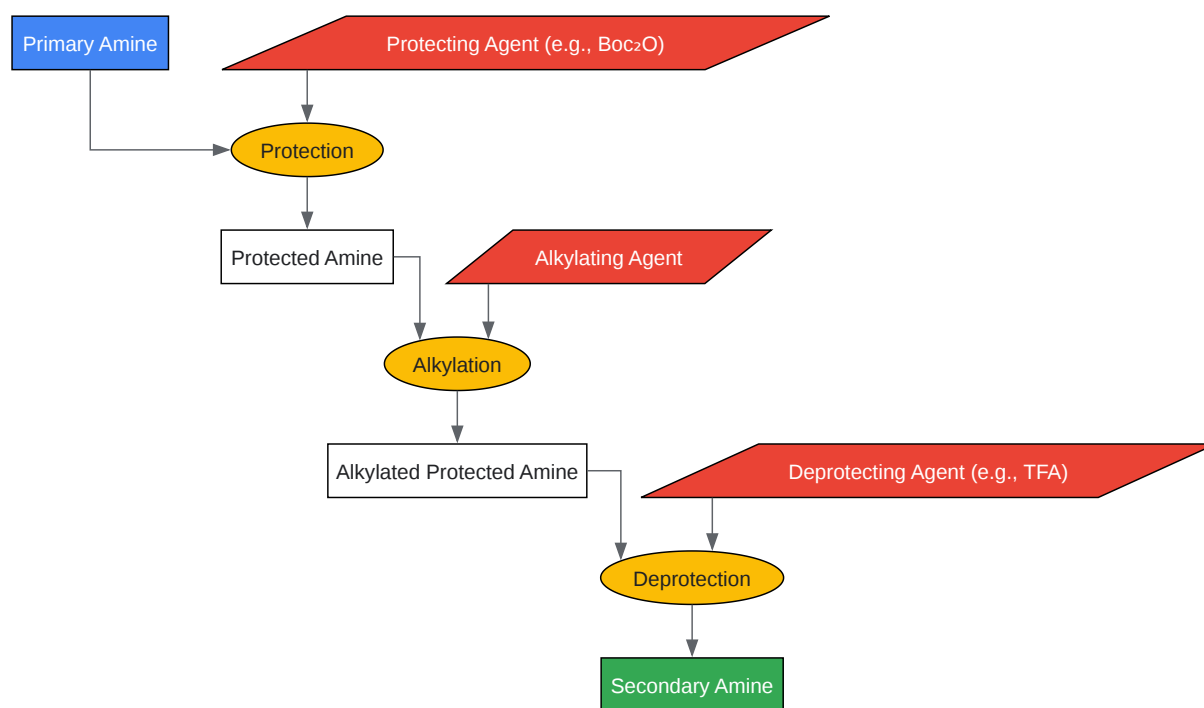 Primary Amine
Protecting Agent (e.g., Boc₂O)
Protection
Protected Amine
Alkylating Agent
Alkylation
Alkylated Protected Amine
Deprotecting Agent (e.g., TFA)
Deprotection
Secondary Amine